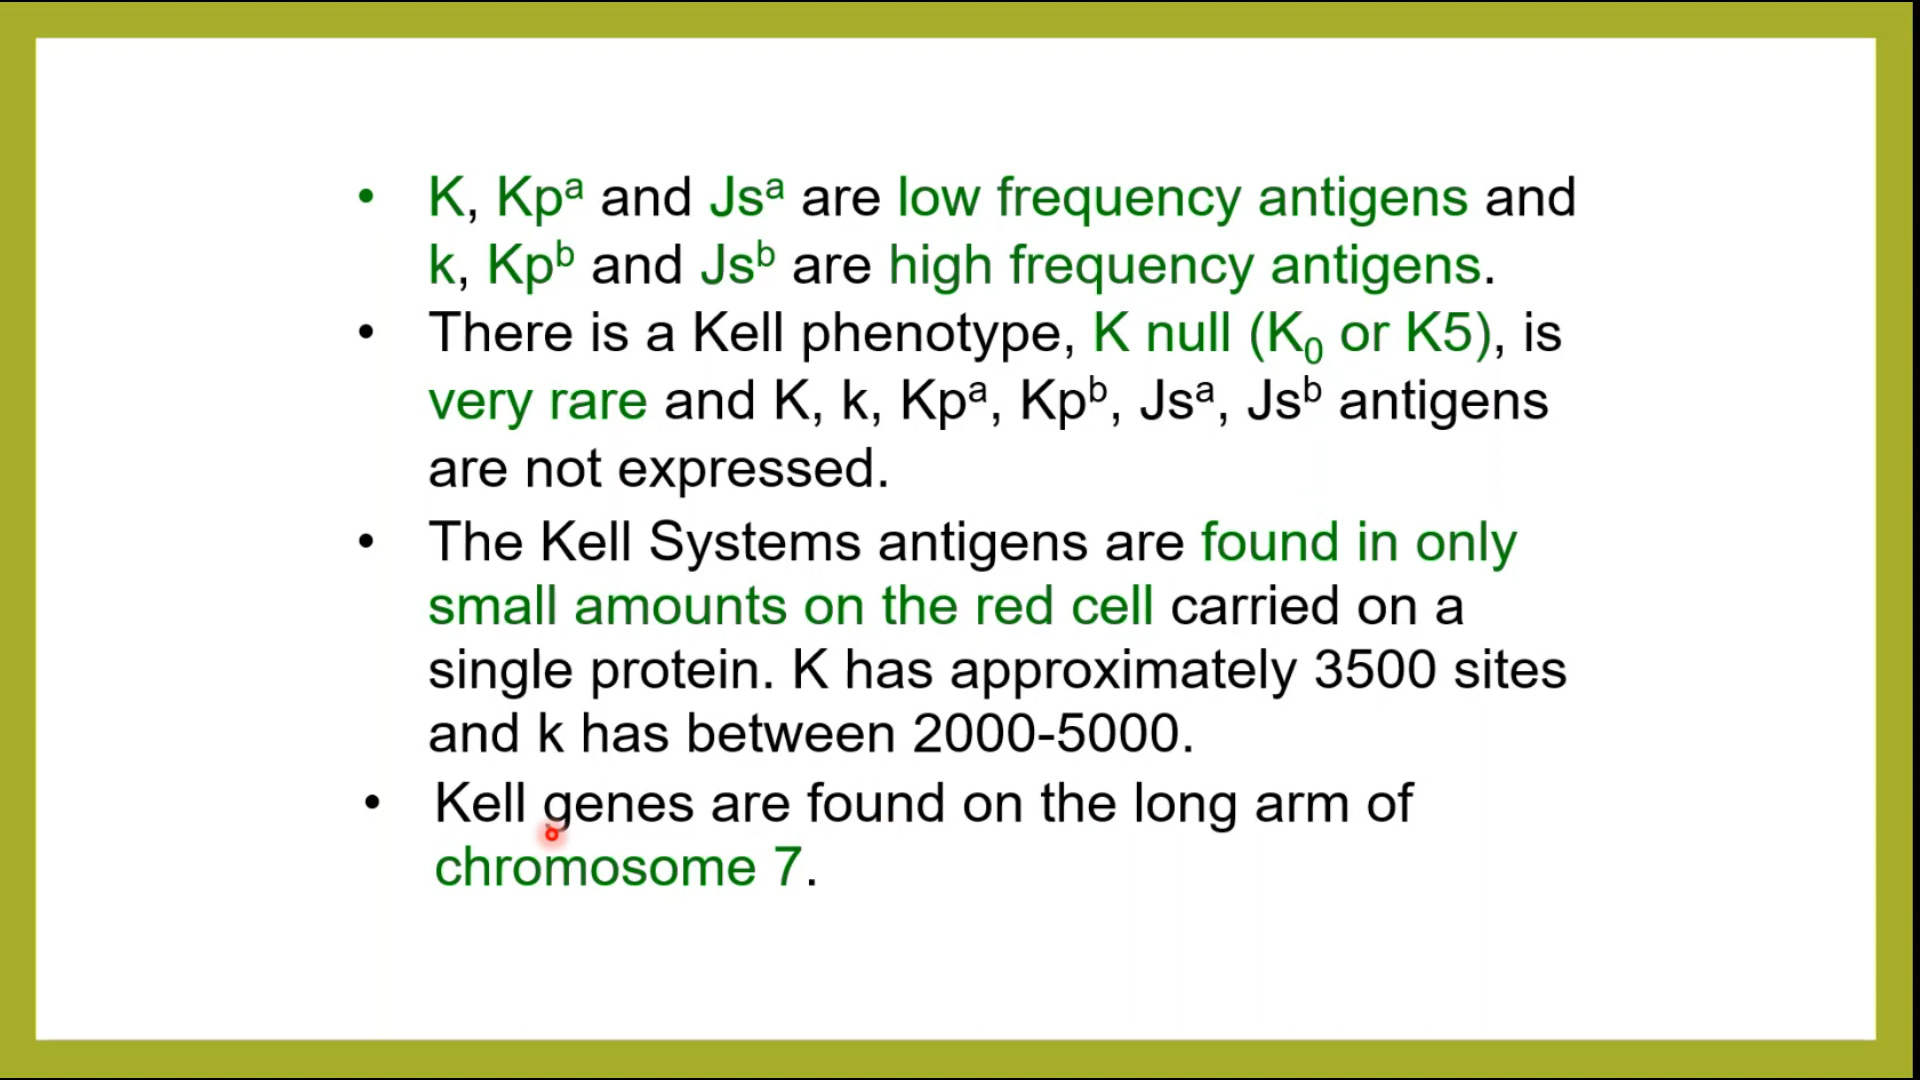 • K, Kpᵃ and Jsᵃ are low frequency antigens and
k, Kpᵇ and Jsᵇ are high frequency antigens.
• There is a Kell phenotype, K null (K₀ or K5), is
very rare and K, k, Kpᵃ, Kpᵇ, Jsᵃ, Jsᵇ antigens
are not expressed.
• The Kell Systems antigens are found in only
small amounts on the red cell carried on a
single protein. K has approximately 3500 sites
and k has between 2000-5000.
• Kell genes are found on the long arm of
chromosome 7.